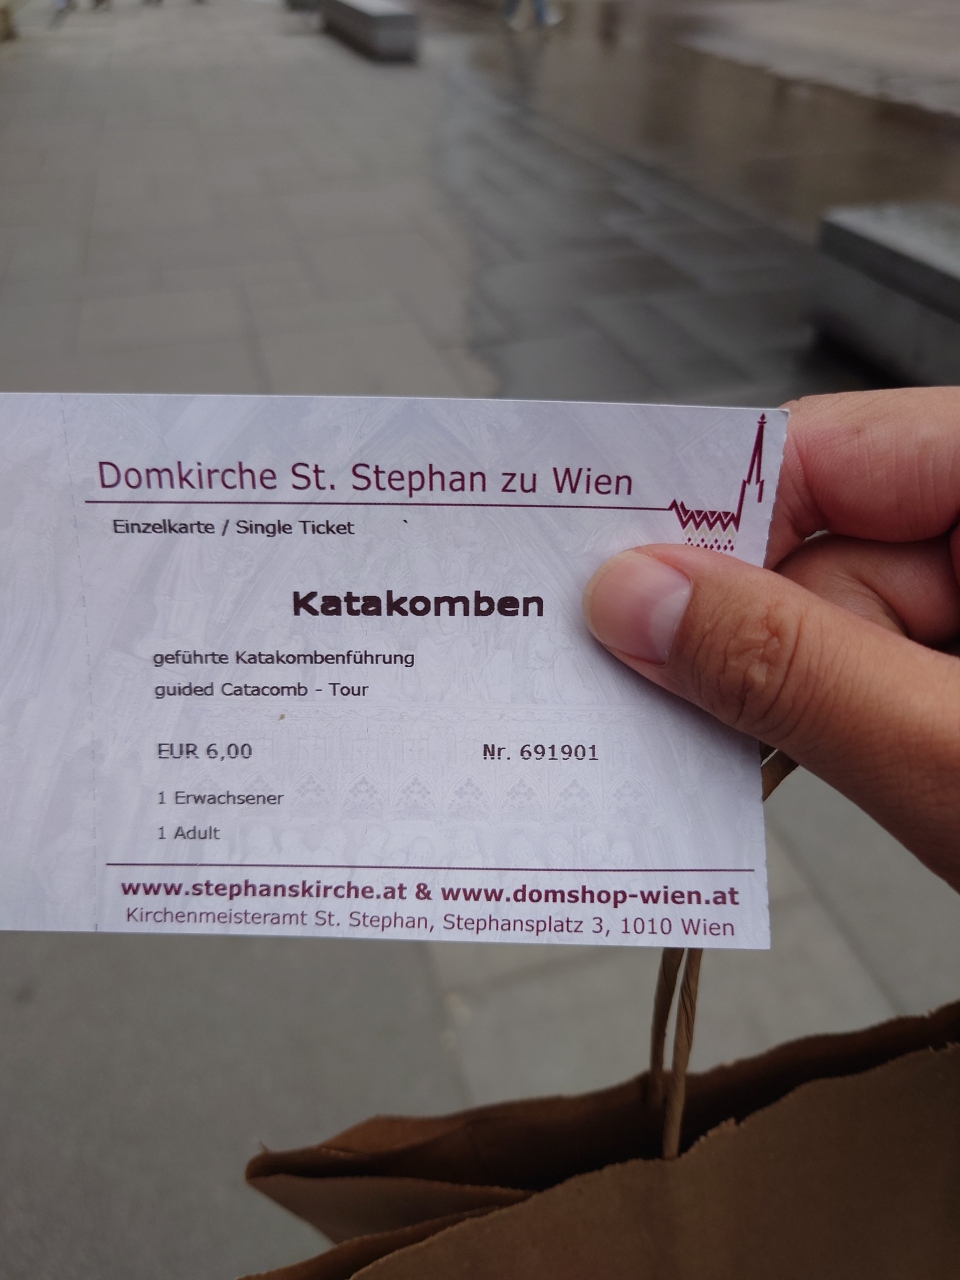 Domkirche St. Stephan zu Wien
Einzelkarte / Single Ticket
Katakomben
geführte Katakombenführung
guided Catacomb - Tour
EUR 6,00 Nr. 691901
1 Erwachsener
1 Adult
www.stephanskirche.at & www.domshop-wien.at
Kirchenmeisteramt St. Stephan, Stephansplatz 3, 1010 Wien